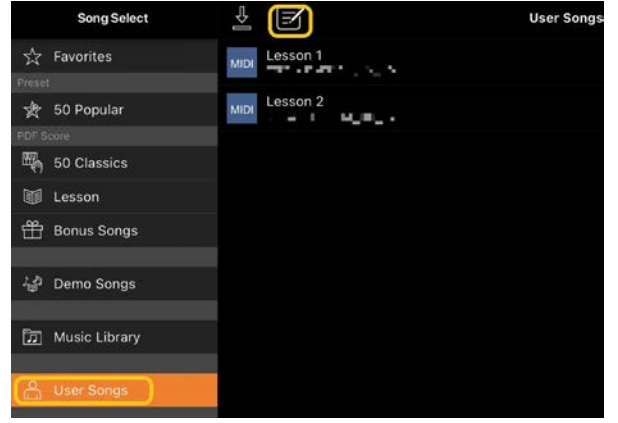 Song Select
Favorites
Preset
50 Popular
PDF Score
50 Classics
Lesson
Bonus Songs
Demo Songs
Music Library
User Songs
User Songs
MIDI
Lesson 1
MIDI
Lesson 2